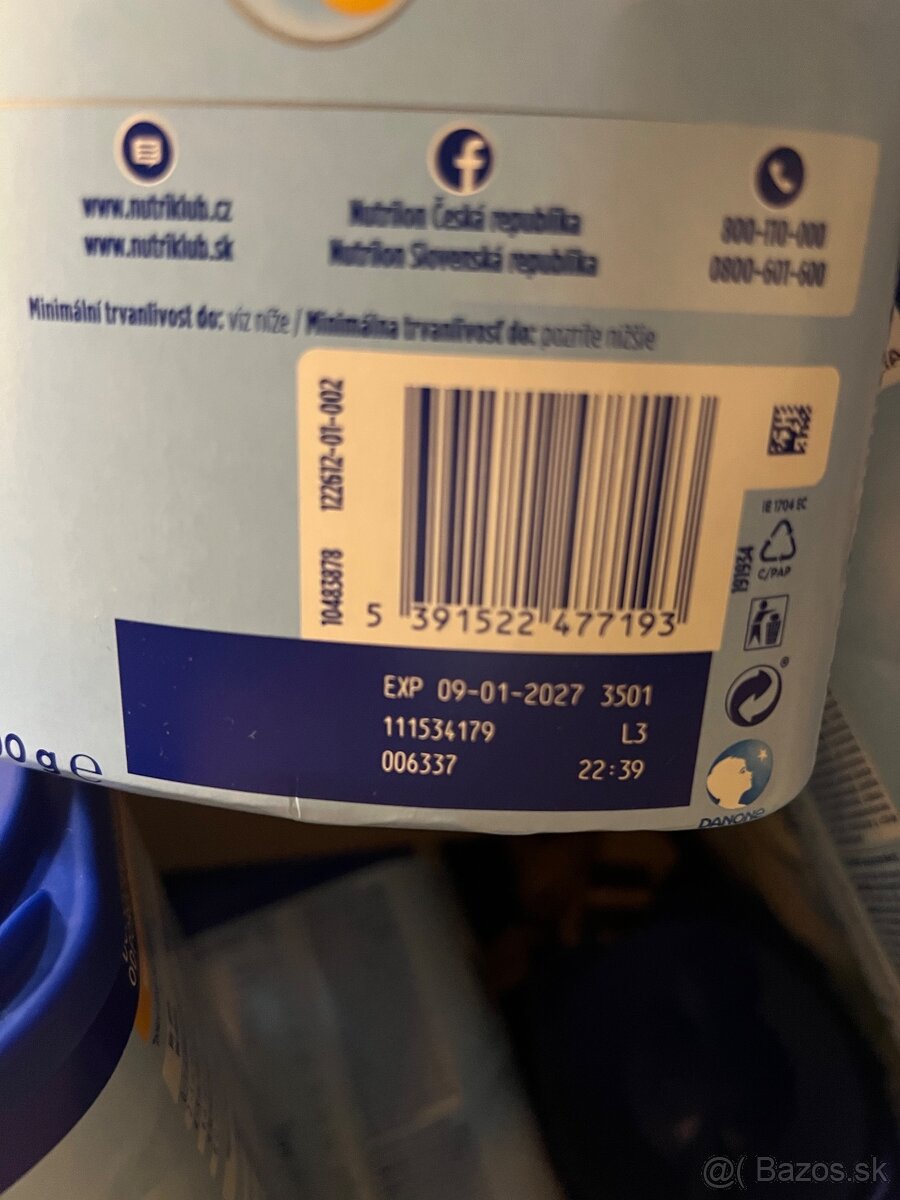 www.nutriklub.cz
www.nutriklub.sk
Nutrilon Česká republika
Nutrilon Slovenská republika
800-110-000
0800-601-600
Minimální trvanlivost do: viz níže / Minimálna trvanlivosť do: pozrite nižšie
122612-01-002
10483878
5 391522 477193
IE 1704 EC
191934
C/PAP
EXP 09-01-2027 3501
111534179 L3
006337 22:39
0 g e
DANONE
@( Bazos.sk